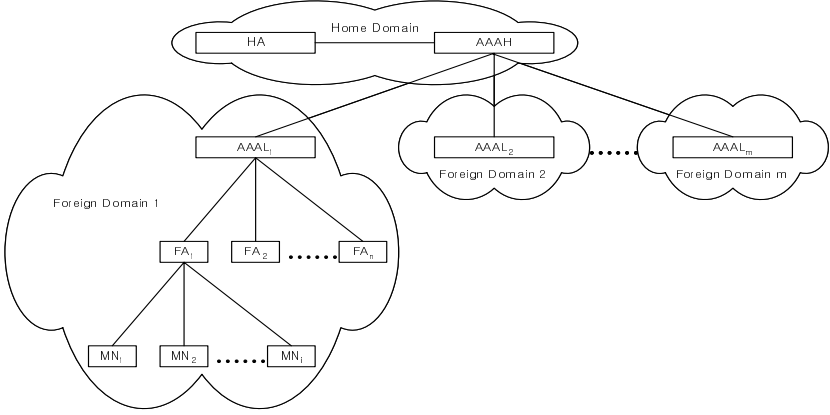 Home Domain
HA
AAAH
AAAL₁
AAAL₂
AAALₘ
Foreign Domain 2
Foreign Domain m
Foreign Domain 1
FA₁
FA₂
FAₙ
MN₁
MN₂
MNᵢ